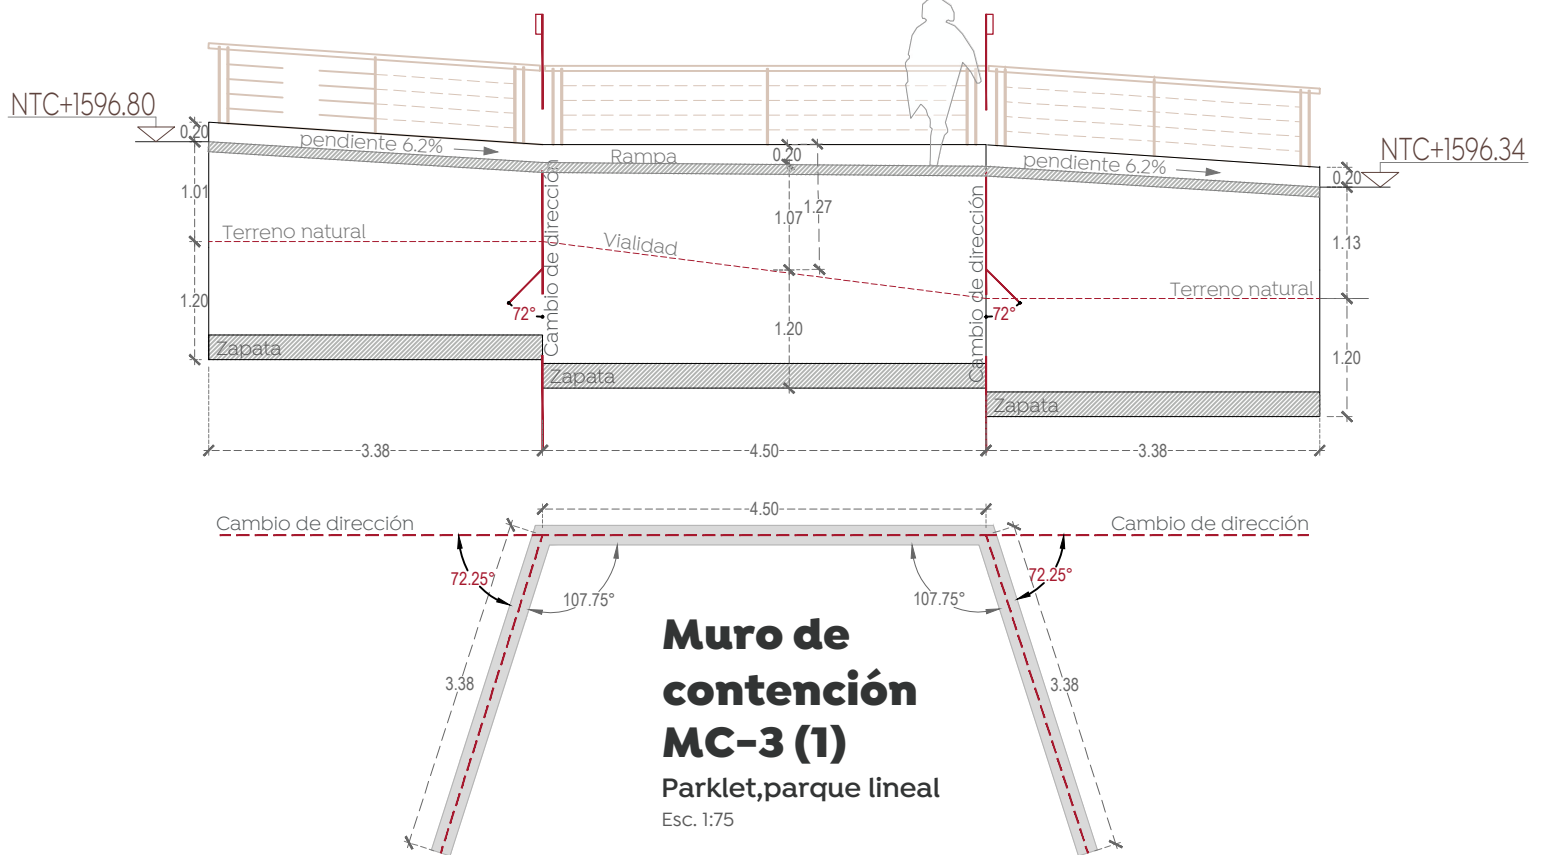 NTC+1596.80
0.20
pendiente 6.2%
Rampa
0.20
pendiente 6.2%
NTC+1596.34
0.20
1.01
Terreno natural
Vialidad
1.07
1.27
1.13
Cambio de dirección
Cambio de dirección
Terreno natural
1.20
72°
1.20
72°
1.20
Zapata
Zapata
Zapata
3.38
4.50
3.38
4.50
Cambio de dirección
Cambio de dirección
72.25°
107.75°
107.75°
72.25°
3.38
3.38
Muro de
contención
MC-3 (1)
Parklet,parque lineal
Esc. 1:75